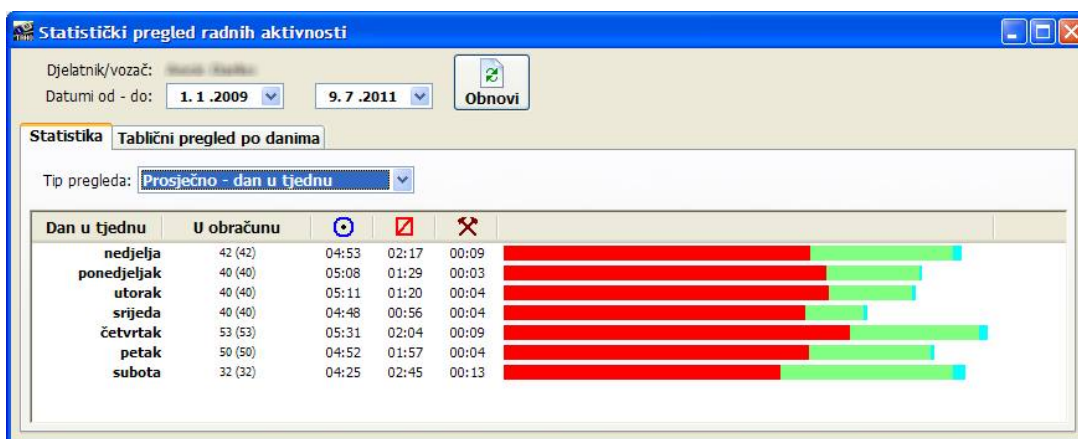 Statistički pregled radnih aktivnosti
Djelatnik/vozač:
Datumi od - do: 1. 1 .2009 9. 7 .2011 Obnovi
Statistika Tablični pregled po danima
Tip pregleda: Prosječno - dan u tjednu
Dan u tjednu U obračunu
nedjelja 42 (42) 04:53 02:17 00:09
ponedjeljak 40 (40) 05:08 01:29 00:03
utorak 40 (40) 05:11 01:20 00:04
srijeda 40 (40) 04:48 00:56 00:04
četvrtak 53 (53) 05:31 02:04 00:09
petak 50 (50) 04:52 01:57 00:04
subota 32 (32) 04:25 02:45 00:13